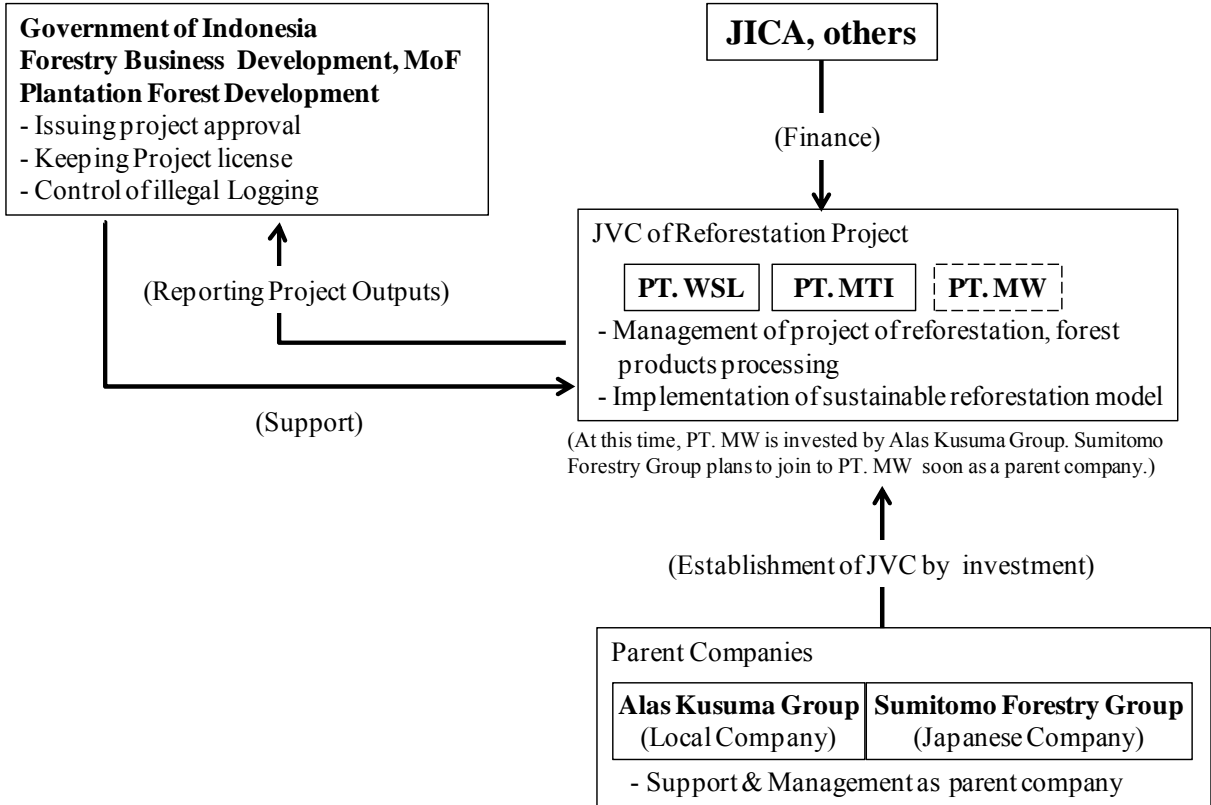 Government of Indonesia
Forestry Business Development, MoF
Plantation Forest Development
- Issuing project approval
- Keeping Project license
- Control of illegal Logging
JICA, others
(Finance)
(Reporting Project Outputs)
(Support)
JVC of Reforestation Project
PT. WSL PT. MTI PT. MW
- Management of project of reforestation, forest
products processing
- Implementation of sustainable reforestation model
(At this time, PT. MW is invested by Alas Kusuma Group. Sumitomo
Forestry Group plans to join to PT. MW soon as a parent company.)
(Establishment of JVC by investment)
Parent Companies
Alas Kusuma Group Sumitomo Forestry Group
(Local Company) (Japanese Company)
- Support & Management as parent company